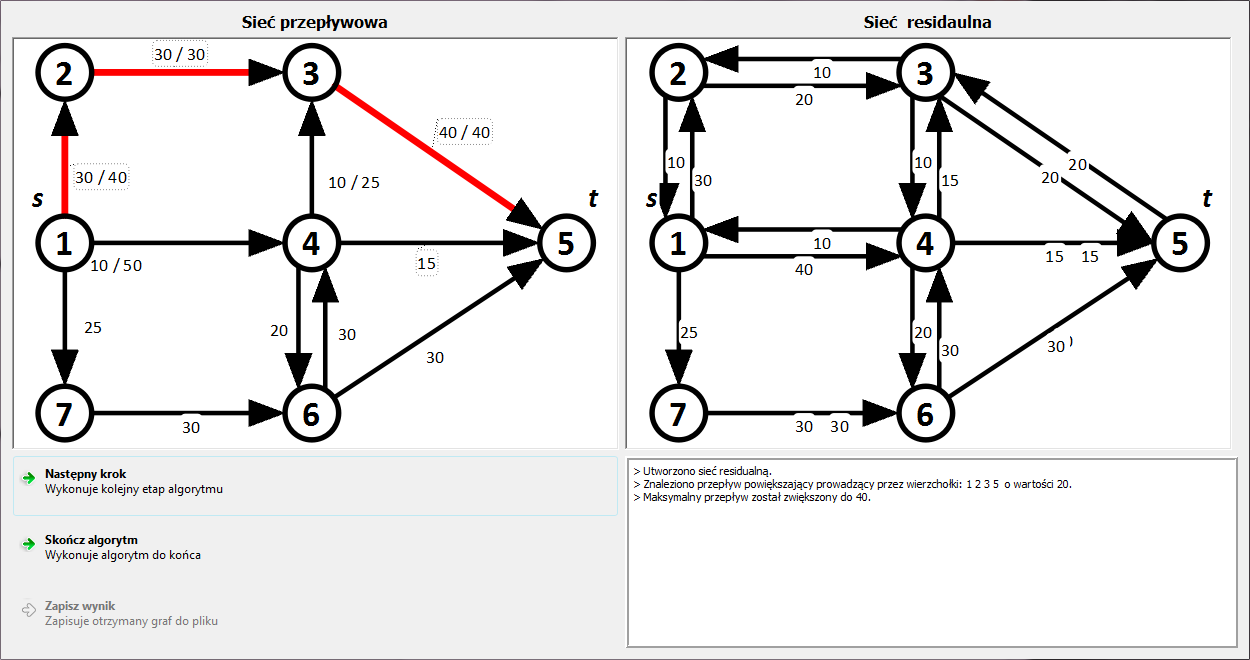 Sieć przepływowa
30 / 30
2
3
40 / 40
30 / 40
10 / 25
s
t
1
4
5
10 / 50
15
25
20
30
30
7
6
30
Sieć residaulna
2
10
3
20
10
30
10
15
20
20
s
t
1
10
4
5
40
15 15
25
20
30
30 )
7
30 30
6
Następny krok
Wykonuje kolejny etap algorytmu
Skończ algorytm
Wykonuje algorytm do końca
Zapisz wynik
Zapisuje otrzymany graf do pliku
> Utworzono sieć residualną.
> Znaleziono przepływ powiększający prowadzący przez wierzchołki: 1 2 3 5 o wartości 20.
> Maksymalny przepływ został zwiększony do 40.